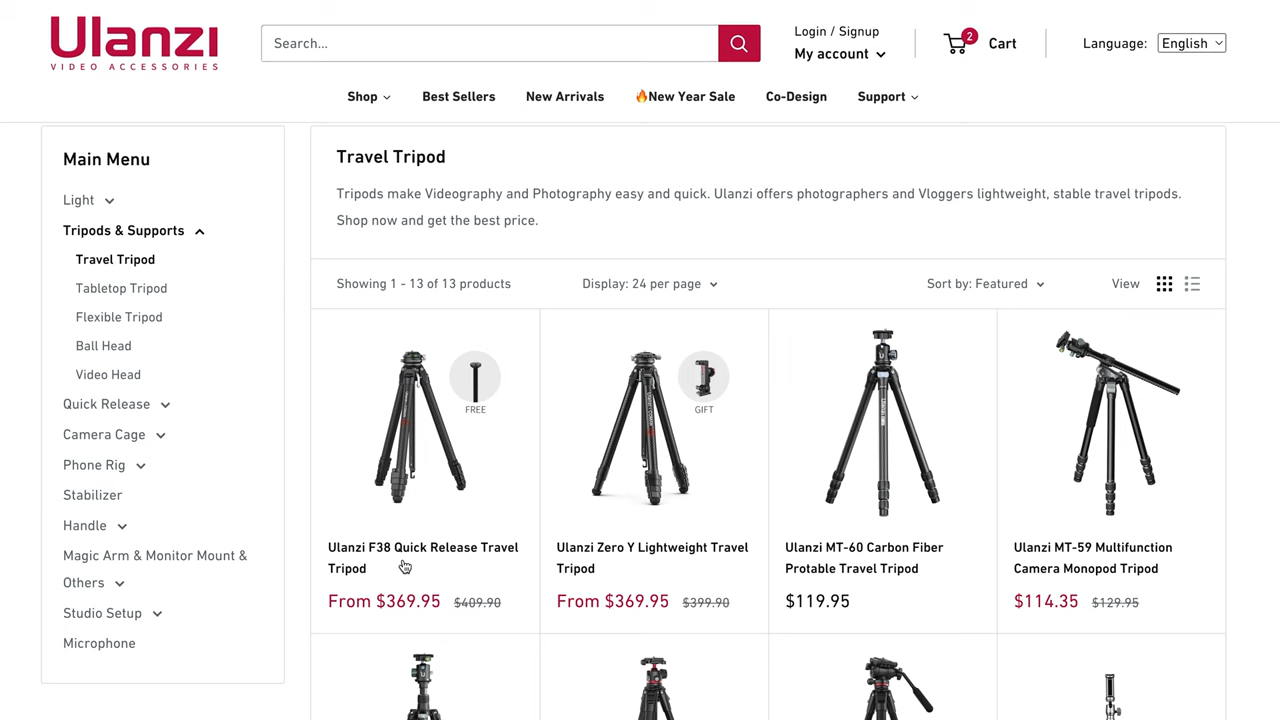 Ulanzi
VIDEO ACCESSORIES
Search...
Login / Signup
My account
2
Cart
Language:
English
Shop
Best Sellers
New Arrivals
🔥New Year Sale
Co-Design
Support
Main Menu
Light
Tripods & Supports
Travel Tripod
Tabletop Tripod
Flexible Tripod
Ball Head
Video Head
Quick Release
Camera Cage
Phone Rig
Stabilizer
Handle
Magic Arm & Monitor Mount &
Others
Studio Setup
Microphone
Travel Tripod
Tripods make Videography and Photography easy and quick. Ulanzi offers photographers and Vloggers lightweight, stable travel tripods.
Shop now and get the best price.
Showing 1 - 13 of 13 products
Display: 24 per page
Sort by: Featured
View
FREE
Ulanzi F38 Quick Release Travel
Tripod
From $369.95 $409.90
GIFT
Ulanzi Zero Y Lightweight Travel
Tripod
From $369.95 $399.90
Ulanzi MT-60 Carbon Fiber
Protable Travel Tripod
$119.95
Ulanzi MT-59 Multifunction
Camera Monopod Tripod
$114.35 $129.95